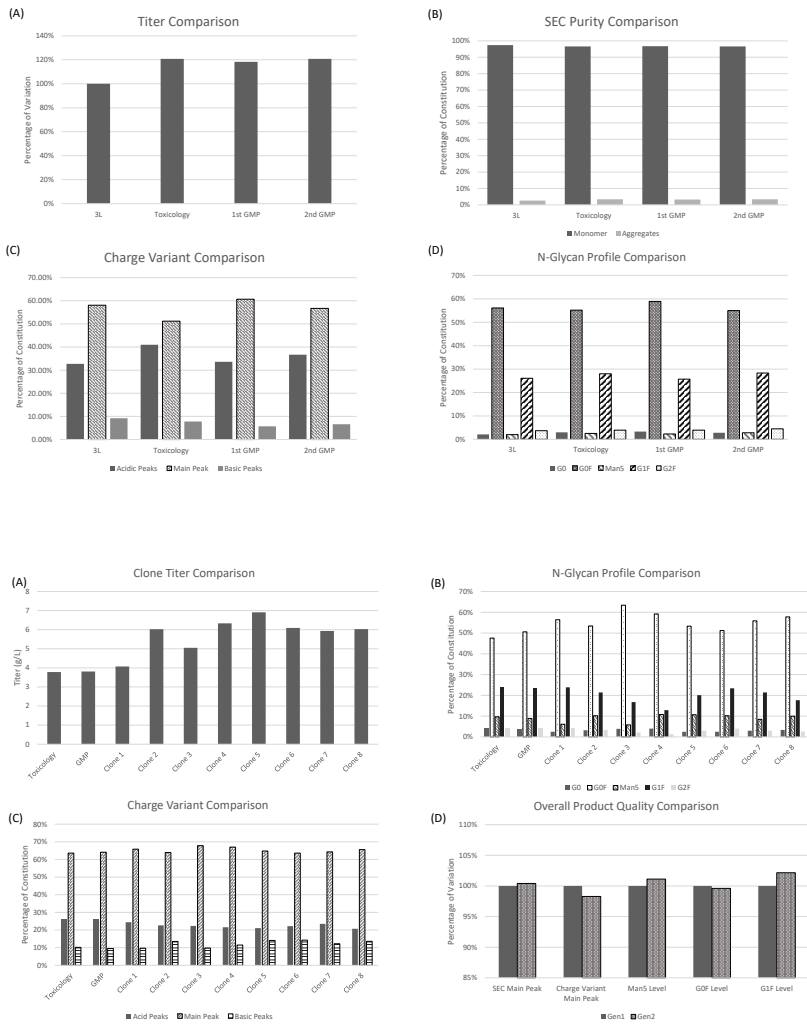 (A)
Titer Comparison
Percentage of Variation
140%
120%
100%
80%
60%
40%
20%
0%
3L Toxicology 1st GMP 2nd GMP
(B)
SEC Purity Comparison
Percentage of Constitution
100%
90%
80%
70%
60%
50%
40%
30%
20%
10%
0%
3L Toxicology 1st GMP 2nd GMP
Monomer Aggregates
(C)
Charge Variant Comparison
Percentage of Constitution
70.00%
60.00%
50.00%
40.00%
30.00%
20.00%
10.00%
0.00%
3L Toxicology 1st GMP 2nd GMP
Acidic Peaks Main Peak Basic Peaks
(D)
N-Glycan Profile Comparison
Percentage of Constitution
70%
60%
50%
40%
30%
20%
10%
0%
3L Toxicology 1st GMP 2nd GMP
G0 G0F Man5 G1F G2F
(A)
Clone Titer Comparison
Titer (g/L)
8
7
6
5
4
3
2
1
0
Toxicology GMP Clone 1 Clone 2 Clone 3 Clone 4 Clone 5 Clone 6 Clone 7 Clone 8
(B)
N-Glycan Profile Comparison
Percentage of Constitution
70%
60%
50%
40%
30%
20%
10%
0%
Toxicology GMP Clone 1 Clone 2 Clone 3 Clone 4 Clone 5 Clone 6 Clone 7 Clone 8
G0 G0F Man5 G1F G2F
(C)
Charge Variant Comparison
Percentage of Constitution
80%
70%
60%
50%
40%
30%
20%
10%
0%
Toxicology GMP Clone 1 Clone 2 Clone 3 Clone 4 Clone 5 Clone 6 Clone 7 Clone 8
Acid Peaks Main Peak Basic Peaks
(D)
Overall Product Quality Comparison
Percentage of Variation
110%
105%
100%
95%
90%
85%
SEC Main Peak Charge Variant Man5 Level G0F Level G1F Level
Main Peak
Gen1 Gen2